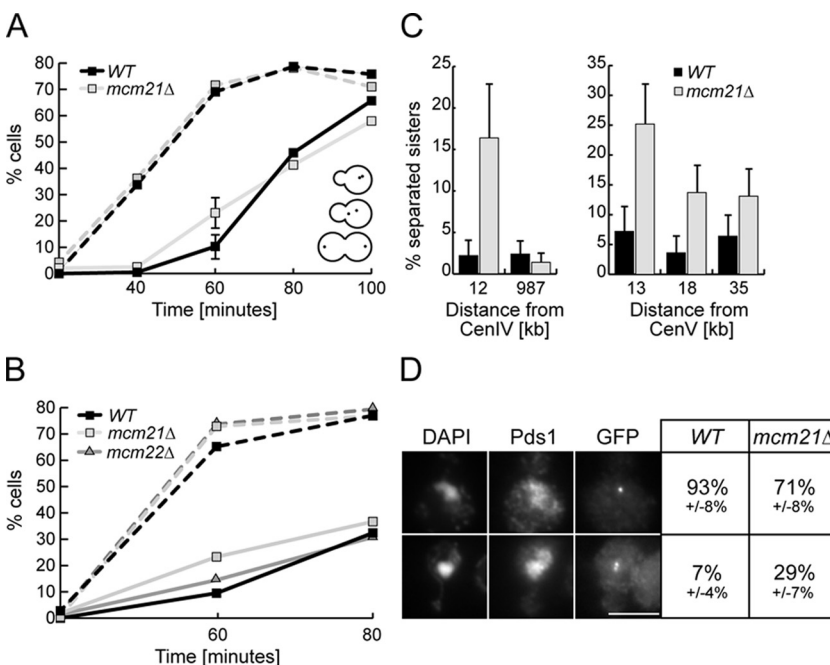 A
% cells
80
70
60
50
40
30
20
10
0
WT
mcm21Δ
40
60
80
100
Time [minutes]
B
% cells
80
70
60
50
40
30
20
10
0
WT
mcm21Δ
mcm22Δ
60
80
Time [minutes]
C
WT
mcm21Δ
% separated sisters
25
20
15
10
5
0
12
987
Distance from
CenIV [kb]
35
30
25
20
15
10
5
0
13
18
35
Distance from
CenV [kb]
D
DAPI
Pds1
GFP
WT
mcm21Δ
93%
+/-8%
71%
+/-8%
7%
+/-4%
29%
+/-7%